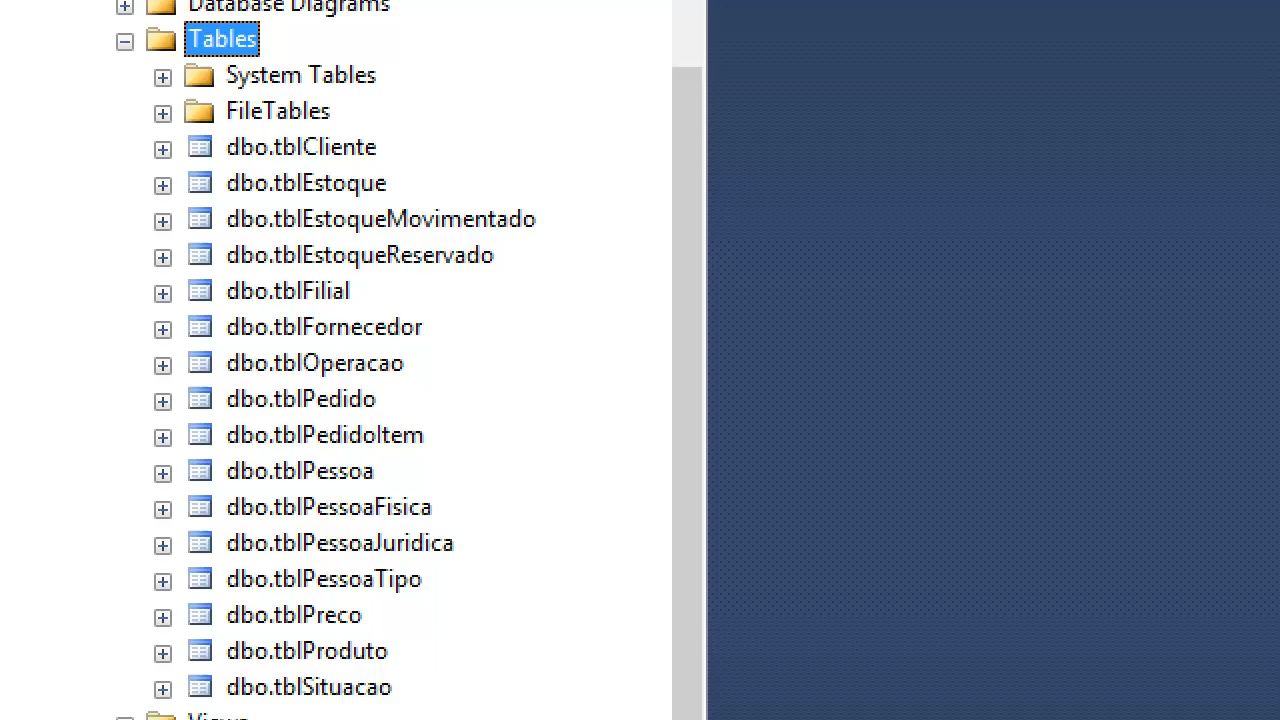 Database Diagrams
Tables
System Tables
FileTables
dbo.tblCliente
dbo.tblEstoque
dbo.tblEstoqueMovimentado
dbo.tblEstoqueReservado
dbo.tblFilial
dbo.tblFornecedor
dbo.tblOperacao
dbo.tblPedido
dbo.tblPedidoItem
dbo.tblPessoa
dbo.tblPessoaFisica
dbo.tblPessoaJuridica
dbo.tblPessoaTipo
dbo.tblPreco
dbo.tblProduto
dbo.tblSituacao
Views